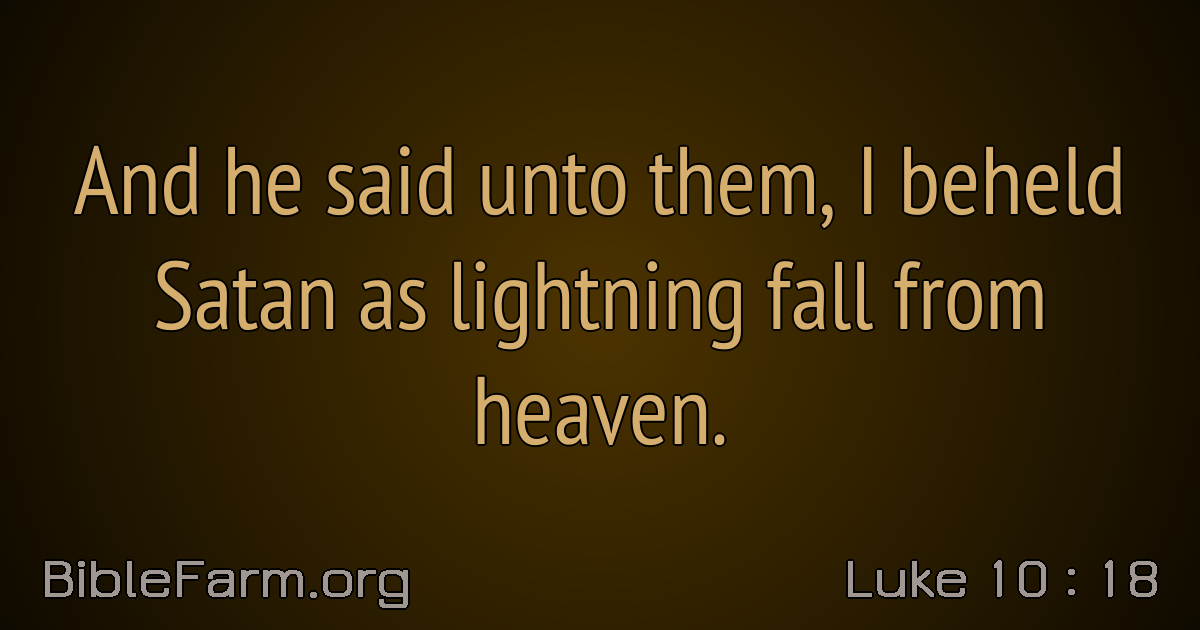 And he said unto them, I beheld
Satan as lightning fall from
heaven.
BibleFarm.org
Luke 10 : 18